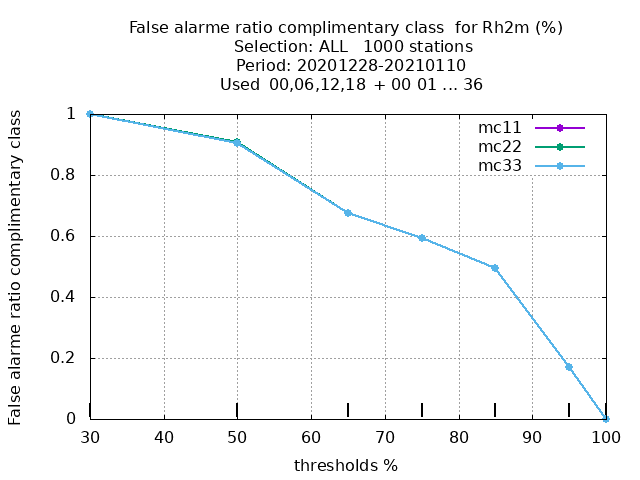 False alarme ratio complimentary class  for Rh2m (%)
Selection: ALL   1000 stations
Period: 20201228-20210110
Used  00,06,12,18  + 00 01 ... 36
False alarme ratio complimentary class
1
0.8
0.6
0.4
0.2
0
mc11
mc22
mc33
30 40 50 60 70 80 90 100
thresholds %